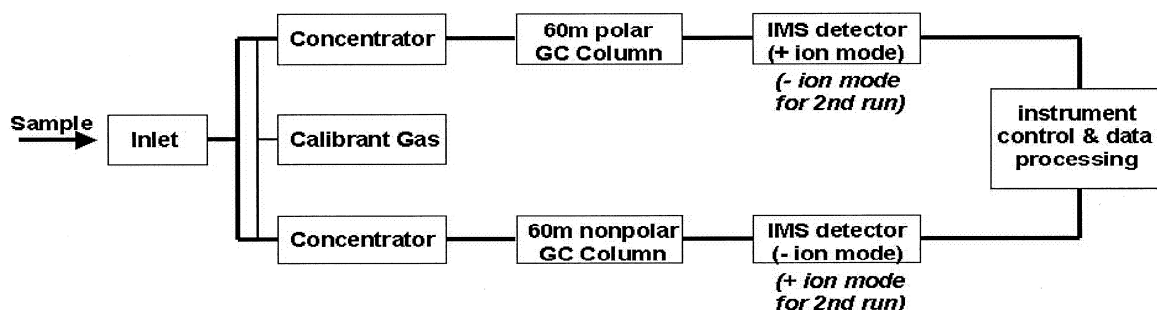 Sample
Inlet
Concentrator
60m polar
GC Column
IMS detector
(+ ion mode)
(- ion mode
for 2nd run)
Calibrant Gas
Concentrator
60m nonpolar
GC Column
IMS detector
(- ion mode)
(+ ion mode
for 2nd run)
instrument
control & data
processing